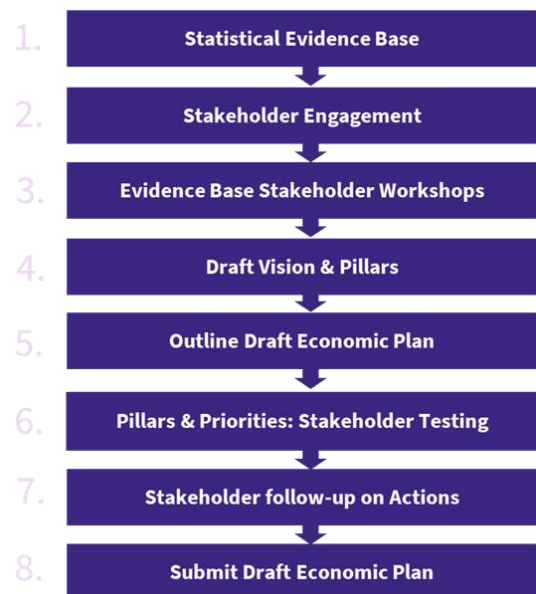 1. Statistical Evidence Base
2. Stakeholder Engagement
3. Evidence Base Stakeholder Workshops
4. Draft Vision & Pillars
5. Outline Draft Economic Plan
6. Pillars & Priorities: Stakeholder Testing
7. Stakeholder follow-up on Actions
8. Submit Draft Economic Plan